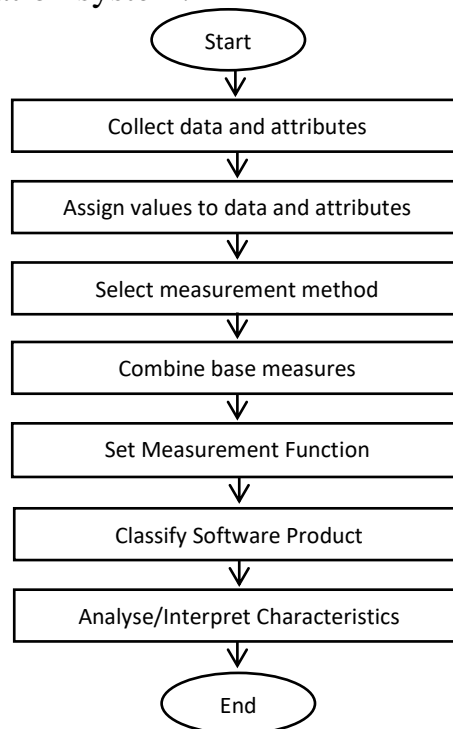 Start
Collect data and attributes
Assign values to data and attributes
Select measurement method
Combine base measures
Set Measurement Function
Classify Software Product
Analyse/Interpret Characteristics
End